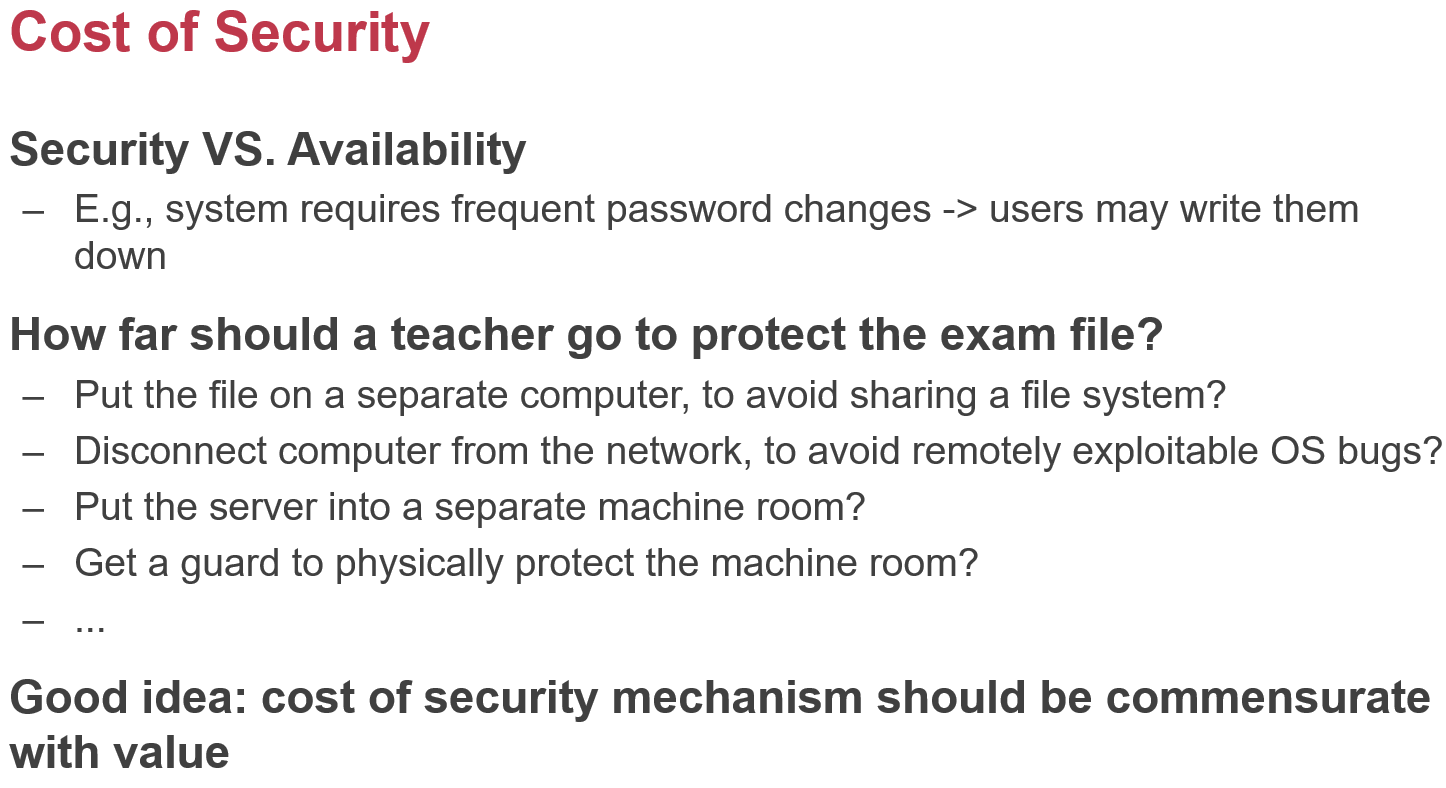 Cost of Security
Security VS. Availability
– E.g., system requires frequent password changes -> users may write them
down
How far should a teacher go to protect the exam file?
– Put the file on a separate computer, to avoid sharing a file system?
– Disconnect computer from the network, to avoid remotely exploitable OS bugs?
– Put the server into a separate machine room?
– Get a guard to physically protect the machine room?
– ...
Good idea: cost of security mechanism should be commensurate
with value